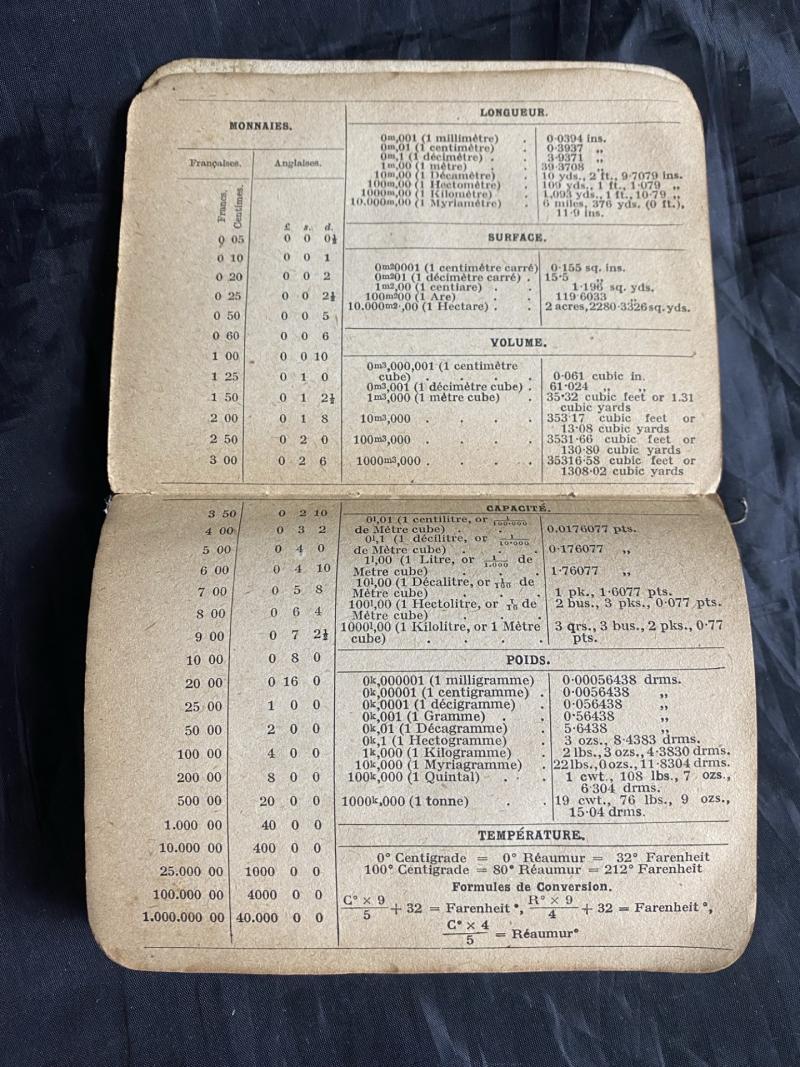 MONNAIES.
Françaises. Anglaises.
Francs. Centimes. £ s. d.
0 05 0 0 0½
0 10 0 0 1
0 20 0 0 2
0 25 0 0 2½
0 50 0 0 5
0 60 0 0 6
1 00 0 0 10
1 25 0 1 0
1 50 0 1 2½
2 00 0 1 8
2 50 0 2 0
3 00 0 2 6
LONGUEUR.
0m,001 (1 millimétre) . 0·0394 ins.
0m,01 (1 centimétre) . 0·3937 „
0m,1 (1 décimétre) . . 3·9371 „
1m,00 (1 métre) . 39·3708 „
10m,00 (1 Décamétre) . 10 yds., 2 ft., 9.7079 ins.
100m,00 (1 Hectométre) . 109 yds., 1 ft., 1·079 „
1000m,00 (1 Kilométre) . 1.093 yds., 1 ft., 10·79 „
10.000m,00 (1 Myriamétre) . 6 miles, 376 yds. (0 ft.),
11·9 ins.
SURFACE.
0m20001 (1 centimétre carré) 0·155 sq. ins.
0m201 (1 décimétre carré) . 15·5 „
1m2,00 (1 centiare) . . 1·196 sq. yds.
100m200 (1 Are) . . 119·6033 „
10.000m2·,00 (1 Hectare) . . 2 acres, 2280·3326 sq. yds.
VOLUME.
0m3,000,001 (1 centimétre
cube) . . . . 0·061 cubic in.
0m3,001 (1 décimétre cube) . 61·024 „ „
1m3,000 (1 métre cube) . 35·32 cubic feet or 1.31
cubic yards
10m3,000 . . . . 353·17 cubic feet or
13·08 cubic yards
100m3,000 . . . . 3531·66 cubic feet or
130·80 cubic yards
1000m3,000 . . . . 35316·58 cubic feet or
1308·02 cubic yards
3 50 0 2 10
4 00 0 3 2
5 00 0 4 0
6 00 0 4 10
7 00 0 5 8
8 00 0 6 4
9 00 0 7 2½
10 00 0 8 0
20 00 0 16 0
25 00 1 0 0
50 00 2 0 0
100 00 4 0 0
200 00 8 0 0
500 00 20 0 0
1.000 00 40 0 0
10.000 00 400 0 0
25.000 00 1000 0 0
100.000 00 4000 0 0
1.000.000 00 40.000 0 0
CAPACITÉ.
0l,01 (1 centilitre, or 1/100·000
de Métre cube) . . . 0.0176077 pts.
0l,1 (1 décilitre, or 1/10·000
de Métre cube) . . . 0·176077 „
1l,00 (1 Litre, or 1/1.000 de
Metre cube) . . . 1·76077 „
10l,00 (1 Décalitre, or 1/100 de
Métre cube) . . . 1 pk., 1·6077 pts.
100l,00 (1 Hectolitre, or 1/10 de 2 bus., 3 pks., 0·077 pts.
Métre cube) . . .
1000l,00 (1 Kilolitre, or 1 Métre 3 qrs., 3 bus., 2 pks., 0·77
cube) . . . . pts.
POIDS.
0k,000001 (1 milligramme) 0·00056438 drms.
0k,00001 (1 centigramme) . 0·0056438 „
0k,0001 (1 décigramme) . 0·056438 „
0k,001 (1 Gramme) . . 0·56438 „
0k,01 (1 Décagramme) . 5·6438 „
0k,1 (1 Hectogramme) . 3 ozs., 8·4383 drms.
1k,000 (1 Kilogramme) . 2 lbs., 3 ozs., 4·3830 drms.
10k,000 (1 Myriagramme) . 22 lbs., 0 ozs., 11·8304 drms.
100k,000 (1 Quintal) . . 1 cwt., 108 lbs., 7 ozs.,
6·304 drms.
1000k,000 (1 tonne) . . 19 cwt., 76 lbs., 9 ozs.,
15·04 drms.
TEMPÉRATURE.
0° Centigrade = 0° Réaumur = 32° Farenheit
100° Centigrade = 80° Réaumur = 212° Farenheit
Formules de Conversion.
C° × 9/5 + 32 = Farenheit°, R° × 9/4 + 32 = Farenheit°,
C° × 4/5 = Réaumur°